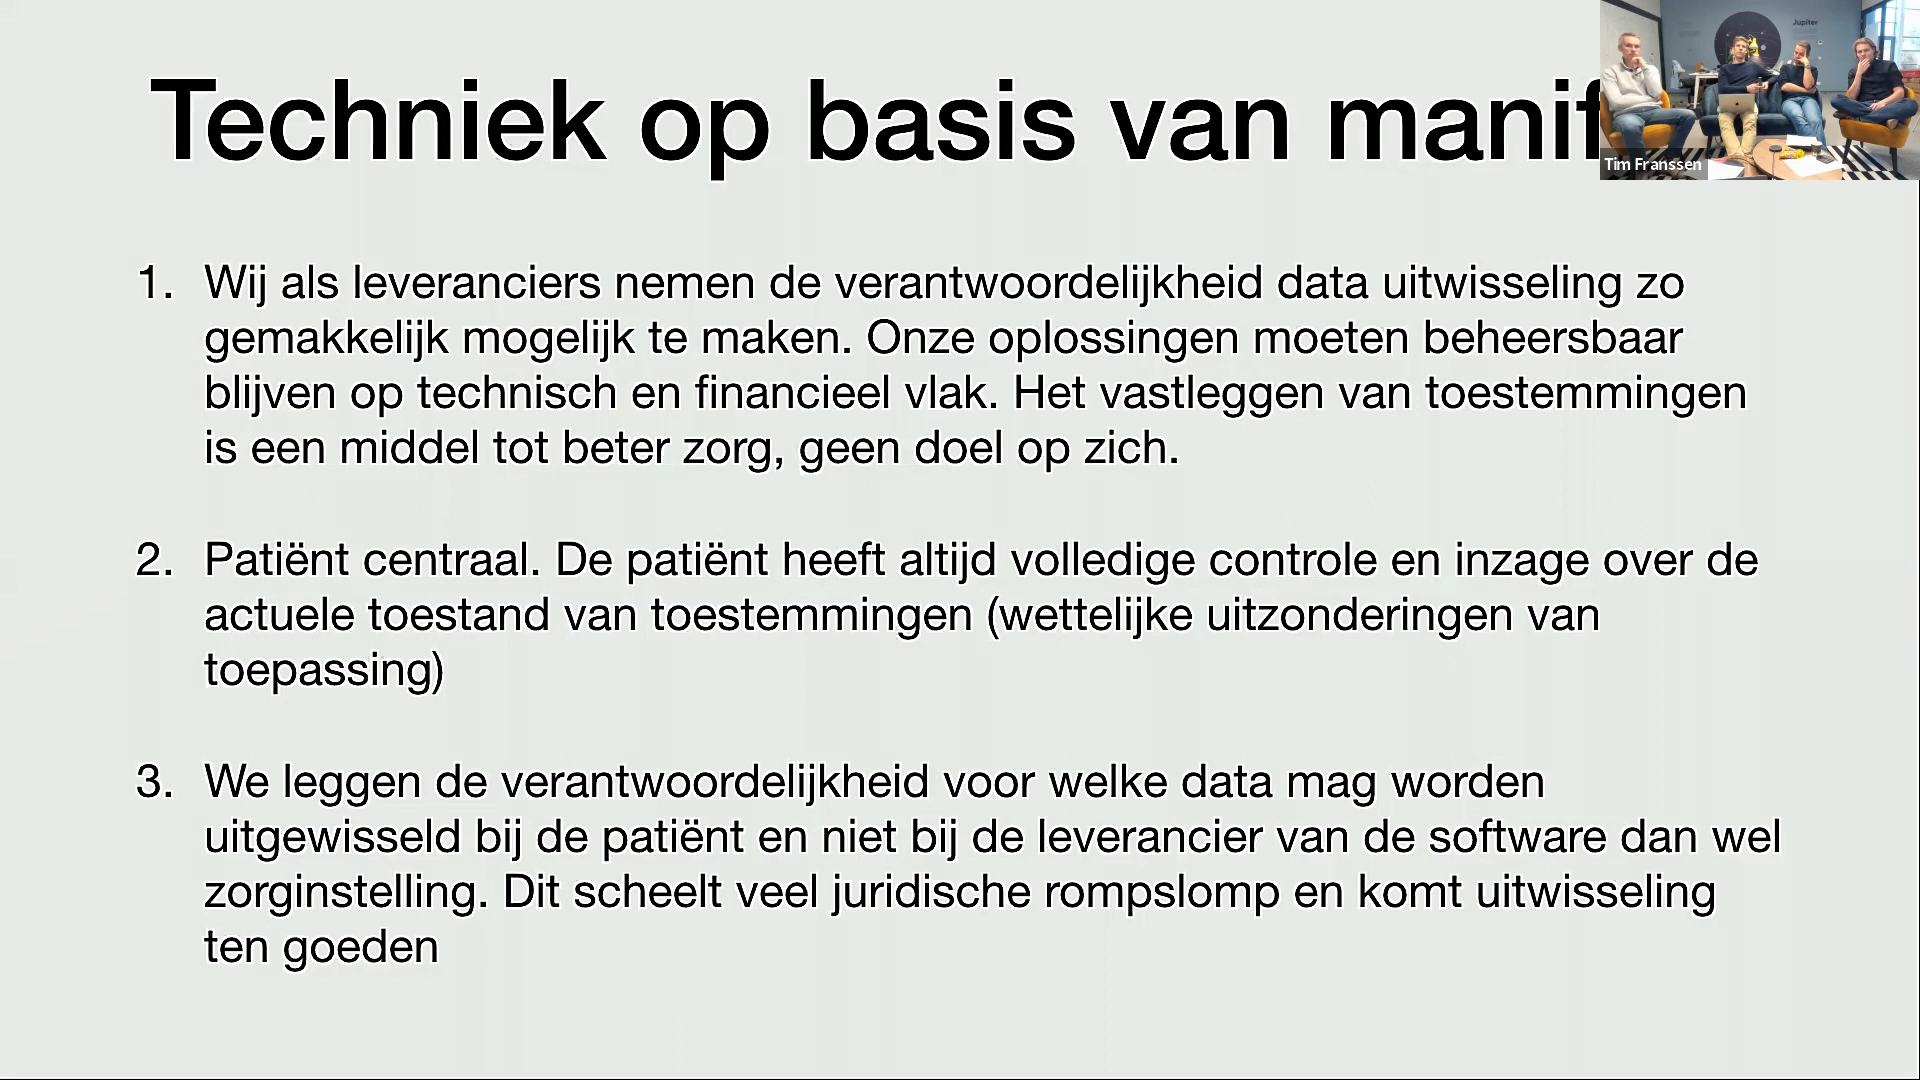 Techniek op basis van manif
Jupiter
Tim Franssen
1. Wij als leveranciers nemen de verantwoordelijkheid data uitwisseling zo
gemakkelijk mogelijk te maken. Onze oplossingen moeten beheersbaar
blijven op technisch en financieel vlak. Het vastleggen van toestemmingen
is een middel tot beter zorg, geen doel op zich.
2. Patiënt centraal. De patiënt heeft altijd volledige controle en inzage over de
actuele toestand van toestemmingen (wettelijke uitzonderingen van
toepassing)
3. We leggen de verantwoordelijkheid voor welke data mag worden
uitgewisseld bij de patiënt en niet bij de leverancier van de software dan wel
zorginstelling. Dit scheelt veel juridische rompslomp en komt uitwisseling
ten goeden